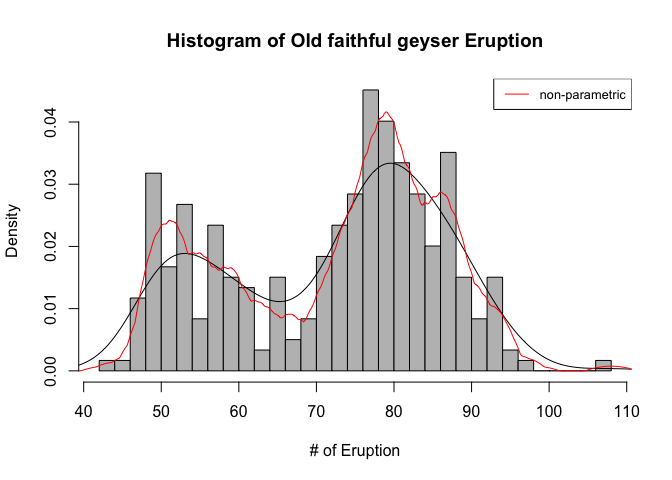 Histogram of Old faithful geyser Eruption
non-parametric
Density
0.04
0.03
0.02
0.01
0.00
40 50 60 70 80 90 100 110
# of Eruption